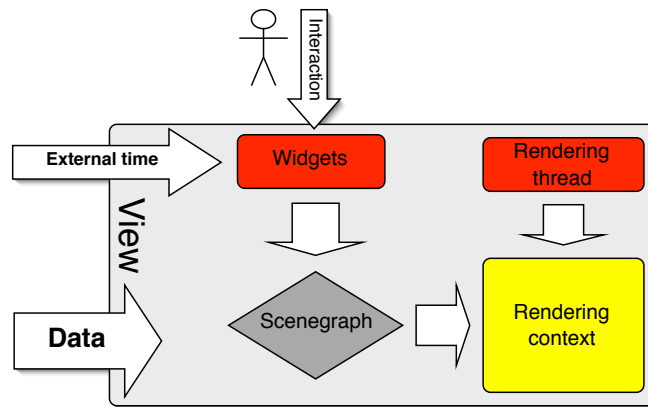 Interaction
External time
Widgets
Rendering
thread
View
Data
Scenegraph
Rendering
context